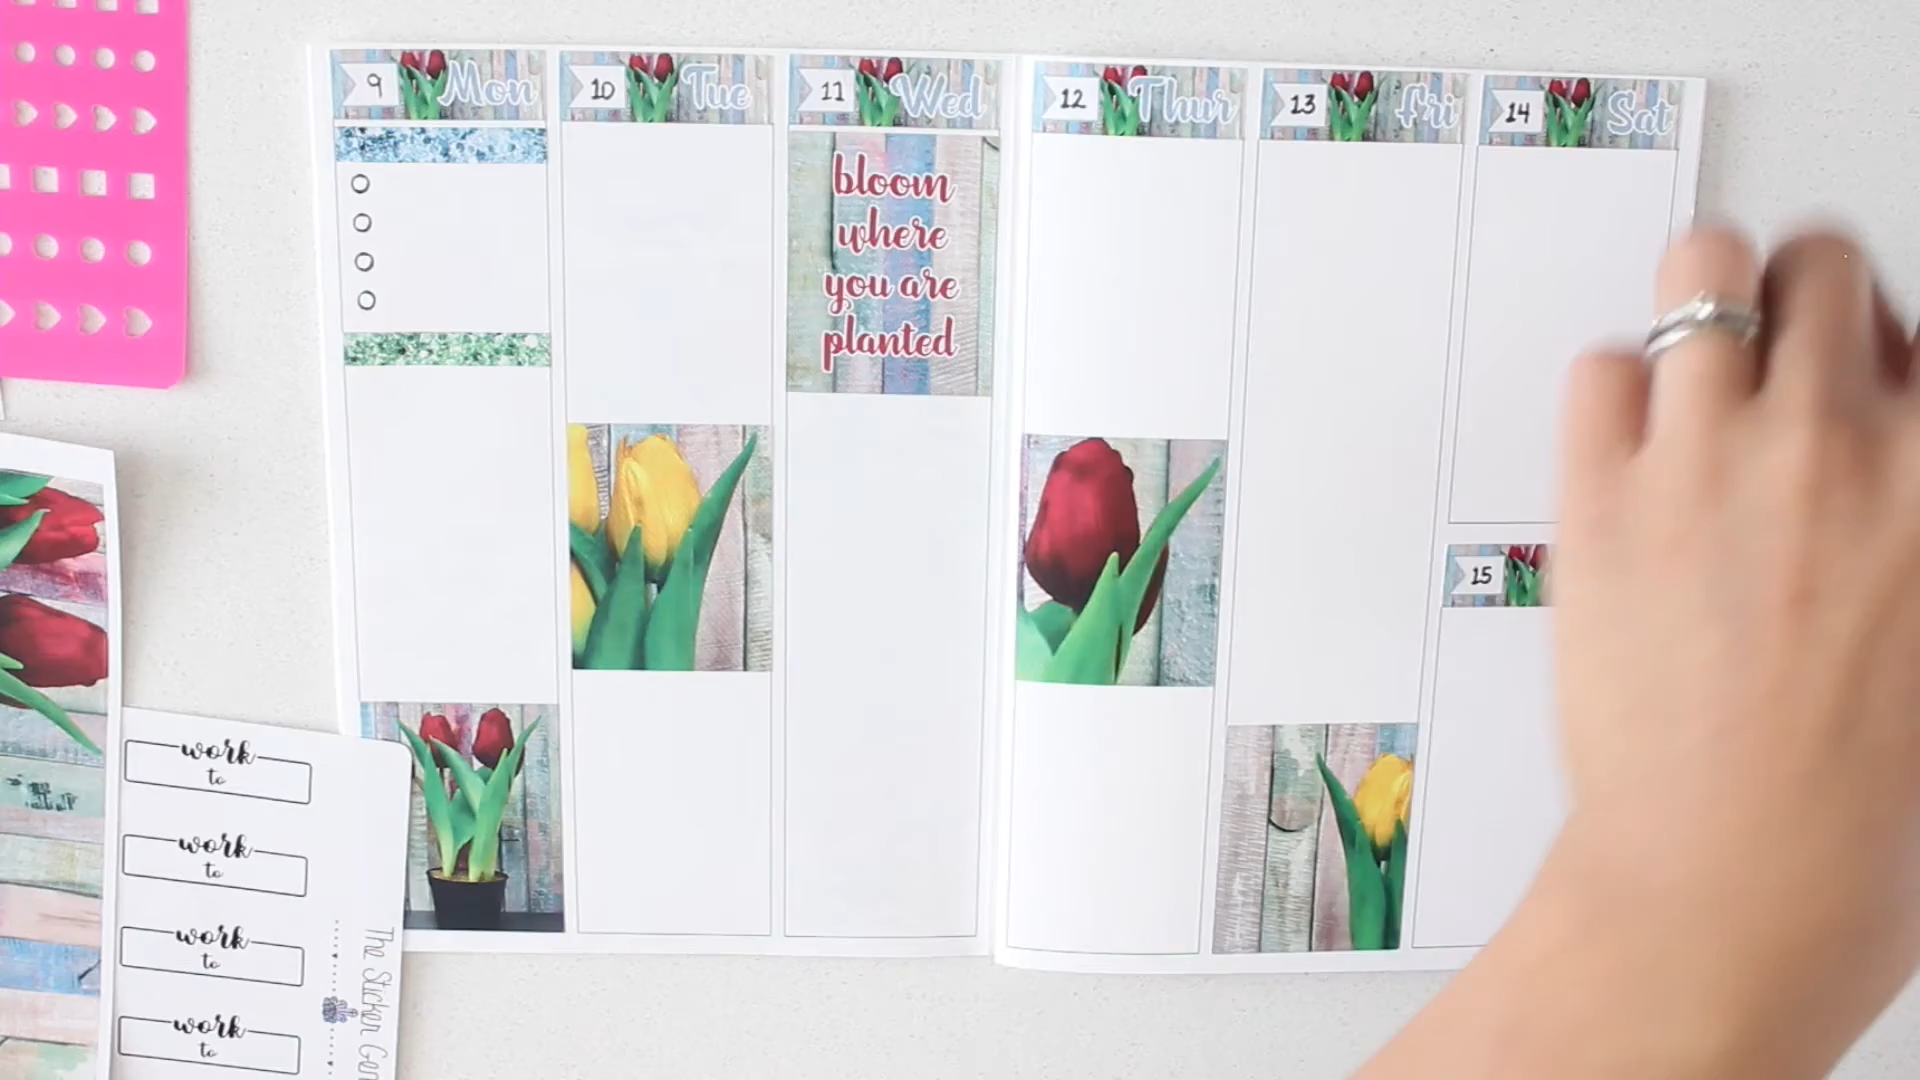 9 Mon
10 Tue
11 Wed
12 Thur
13 fri
14 Sat
bloom
where
you are
planted
15
work
to
work
to
work
to
work
to
The Sticker